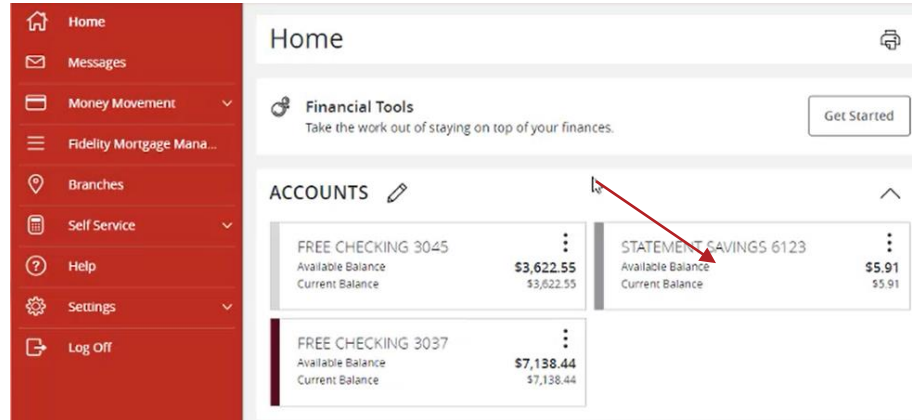 Home
Messages
Money Movement
Fidelity Mortgage Mana...
Branches
Self Service
Help
Settings
Log Off
Home
Financial Tools
Take the work out of staying on top of your finances.
Get Started
ACCOUNTS
FREE CHECKING 3045
Available Balance $3,622.55
Current Balance $3,622.55
STATEMENT SAVINGS 6123
Available Balance $5.91
Current Balance $5.91
FREE CHECKING 3037
Available Balance $7,138.44
Current Balance $7,138.44